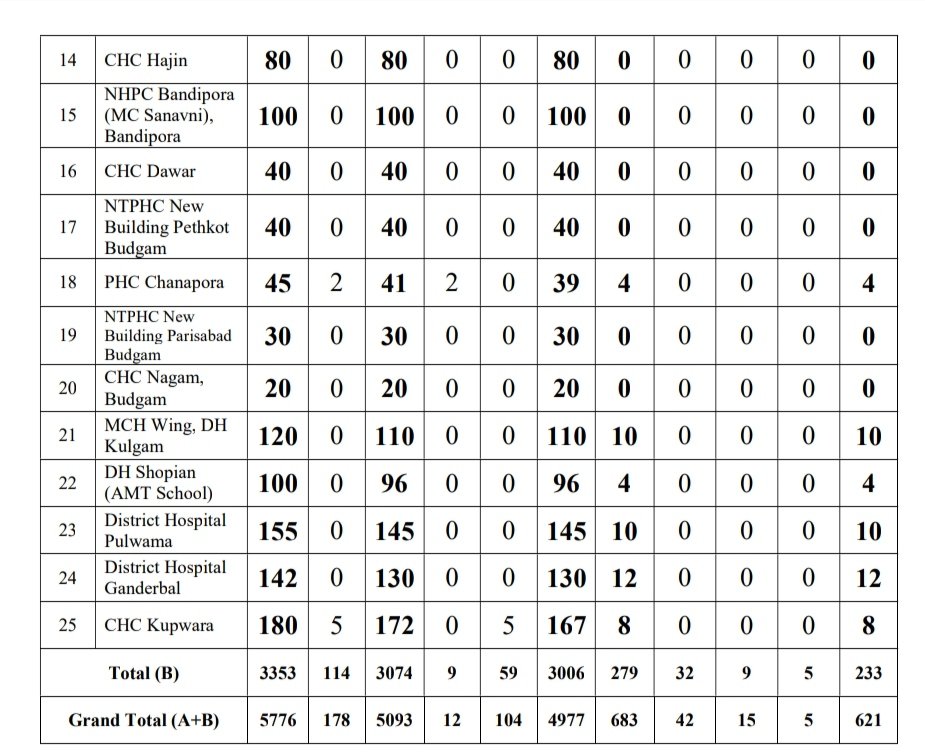 14 CHC Hajin 80 0 80 0 0 80 0 0 0 0 0
NHPC Bandipora
15 (MC Sanavni), 100 0 100 0 0 100 0 0 0 0 0
Bandipora
16 CHC Dawar 40 0 40 0 0 40 0 0 0 0 0
NTPHC New
17 Building Pethkot 40 0 40 0 0 40 0 0 0 0 0
Budgam
18 PHC Chanapora 45 2 41 2 0 39 4 0 0 0 4
NTPHC New
19 Building Parisabad 30 0 30 0 0 30 0 0 0 0 0
Budgam
20 CHC Nagam, 20 0 20 0 0 20 0 0 0 0 0
Budgam
21 MCH Wing, DH 120 0 110 0 0 110 10 0 0 0 10
Kulgam
22 DH Shopian 100 0 96 0 0 96 4 0 0 0 4
(AMT School)
23 District Hospital 155 0 145 0 0 145 10 0 0 0 10
Pulwama
24 District Hospital 142 0 130 0 0 130 12 0 0 0 12
Ganderbal
25 CHC Kupwara 180 5 172 0 5 167 8 0 0 0 8
Total (B) 3353 114 3074 9 59 3006 279 32 9 5 233
Grand Total (A+B) 5776 178 5093 12 104 4977 683 42 15 5 621